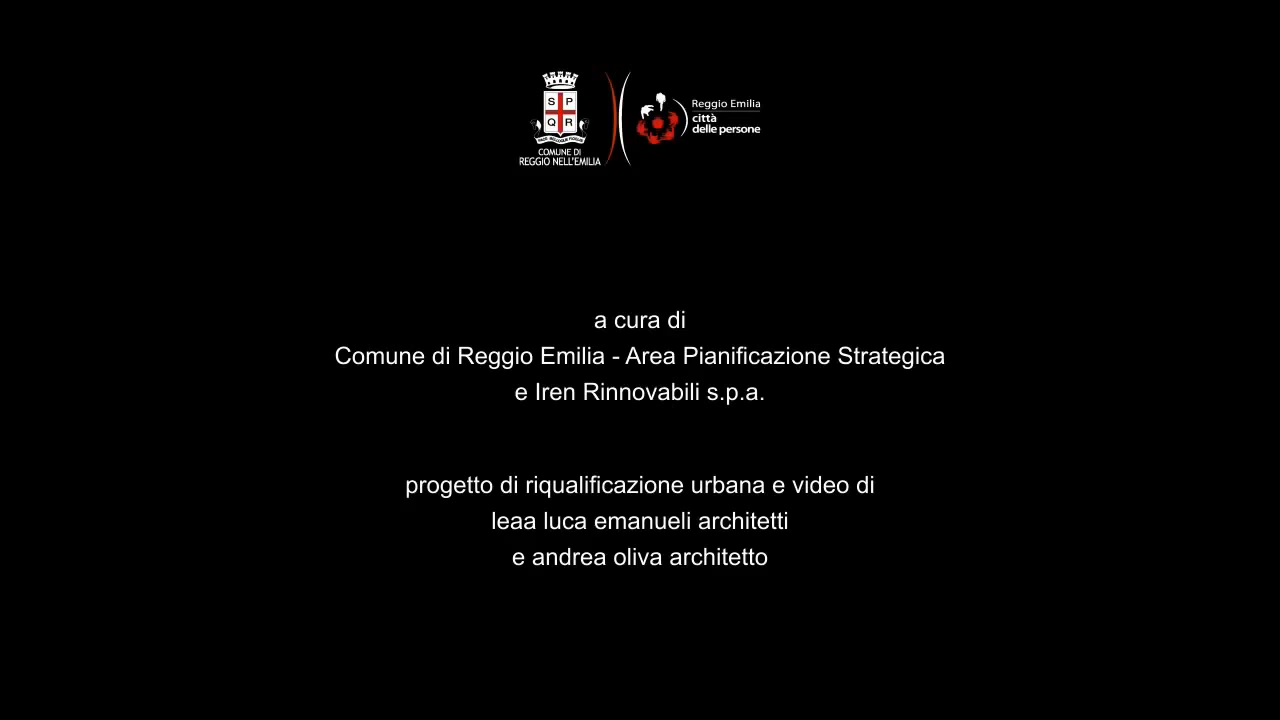 S P
Q R
COMUNE DI
REGGIO NELL'EMILIA
Reggio Emilia
città
delle persone
a cura di
Comune di Reggio Emilia - Area Pianificazione Strategica
e Iren Rinnovabili s.p.a.
progetto di riqualificazione urbana e video di
leaa luca emanueli architetti
e andrea oliva architetto